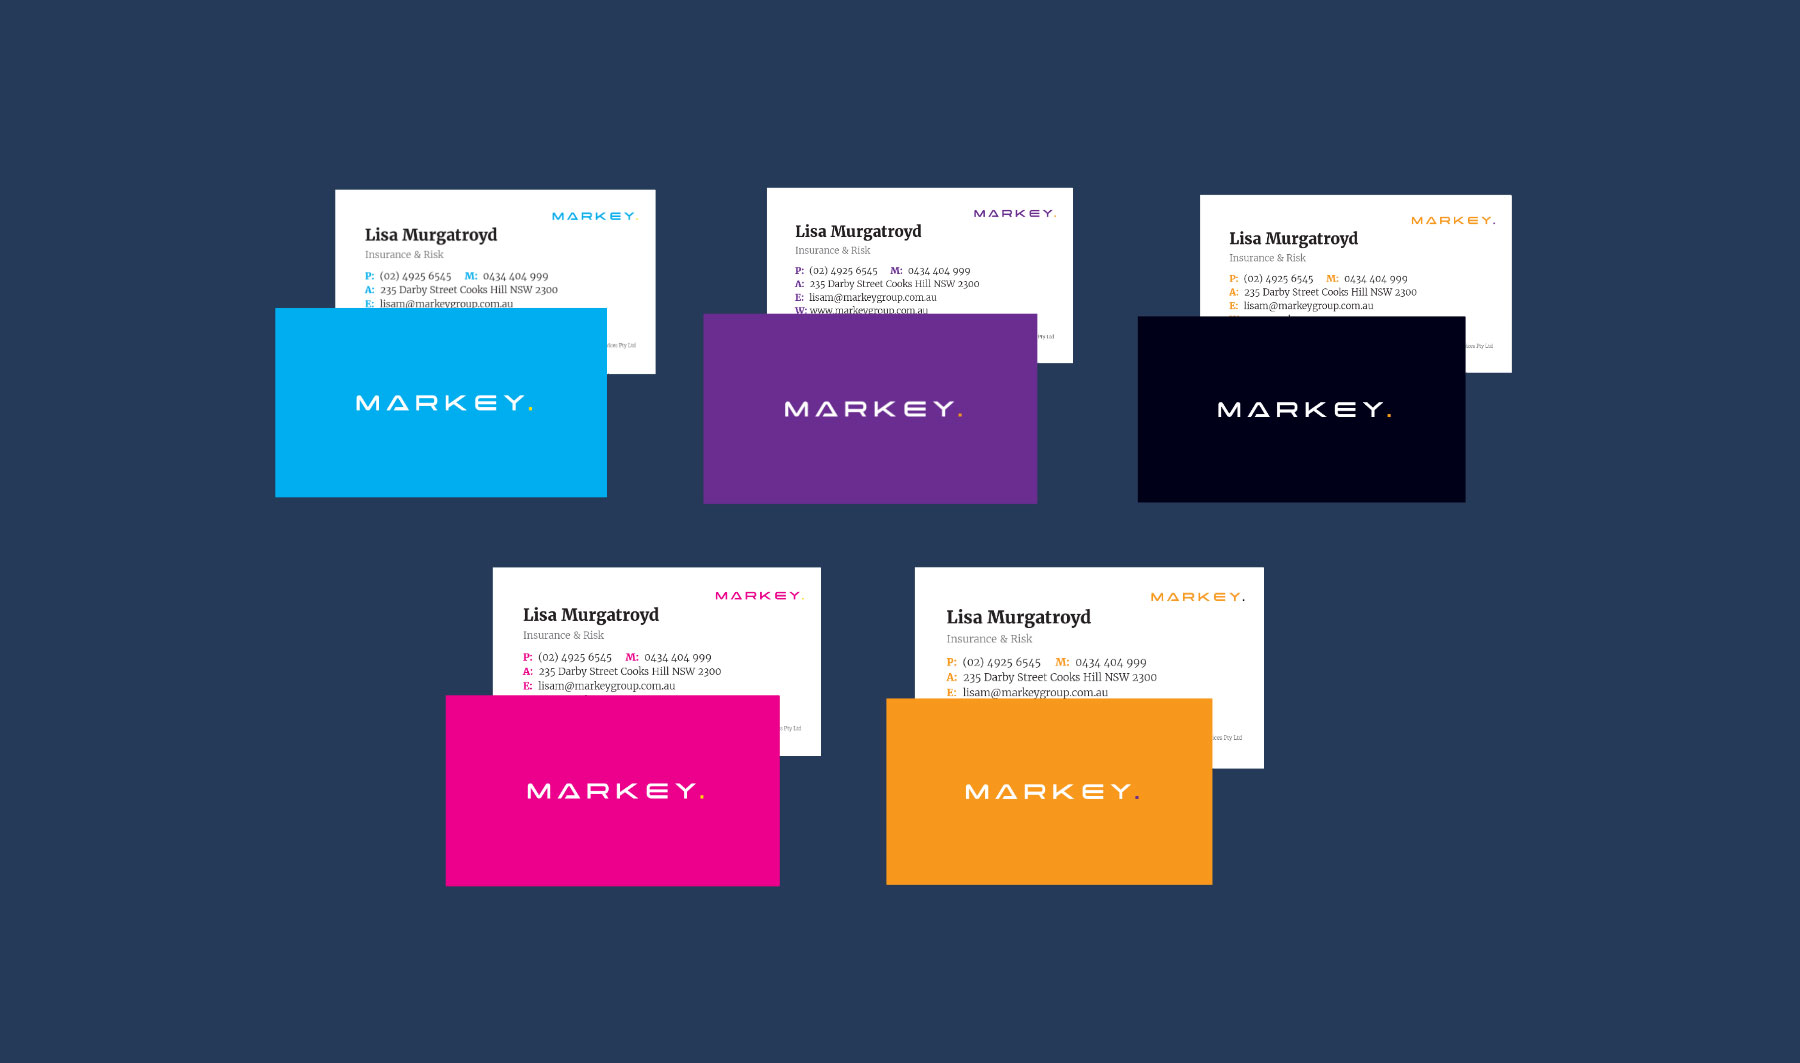 MARKEY.
Lisa Murgatroyd
Insurance & Risk
P: (02) 4925 6545 M: 0434 404 999
A: 235 Darby Street Cooks Hill NSW 2300
E: lisam@markeygroup.com.au
Pty Ltd
MARKEY.
MARKEY.
Lisa Murgatroyd
Insurance & Risk
P: (02) 4925 6545 M: 0434 404 999
A: 235 Darby Street Cooks Hill NSW 2300
E: lisam@markeygroup.com.au
W: www.markeygroup.com.au
Pty Ltd
MARKEY.
MARKEY.
Lisa Murgatroyd
Insurance & Risk
P: (02) 4925 6545 M: 0434 404 999
A: 235 Darby Street Cooks Hill NSW 2300
E: lisam@markeygroup.com.au
Pty Ltd
MARKEY.
MARKEY.
Lisa Murgatroyd
Insurance & Risk
P: (02) 4925 6545 M: 0434 404 999
A: 235 Darby Street Cooks Hill NSW 2300
E: lisam@markeygroup.com.au
Pty Ltd
MARKEY.
MARKEY.
Lisa Murgatroyd
Insurance & Risk
P: (02) 4925 6545 M: 0434 404 999
A: 235 Darby Street Cooks Hill NSW 2300
E: lisam@markeygroup.com.au
Pty Ltd
MARKEY.